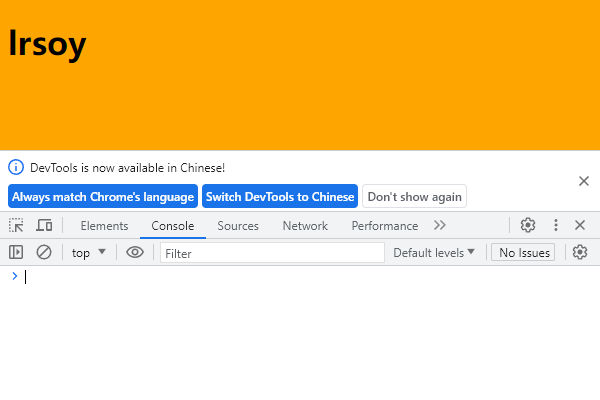 lrsoy
DevTools is now available in Chinese!
Always match Chrome's language Switch DevTools to Chinese Don't show again
Elements Console Sources Network Performance
top Filter Default levels No Issues